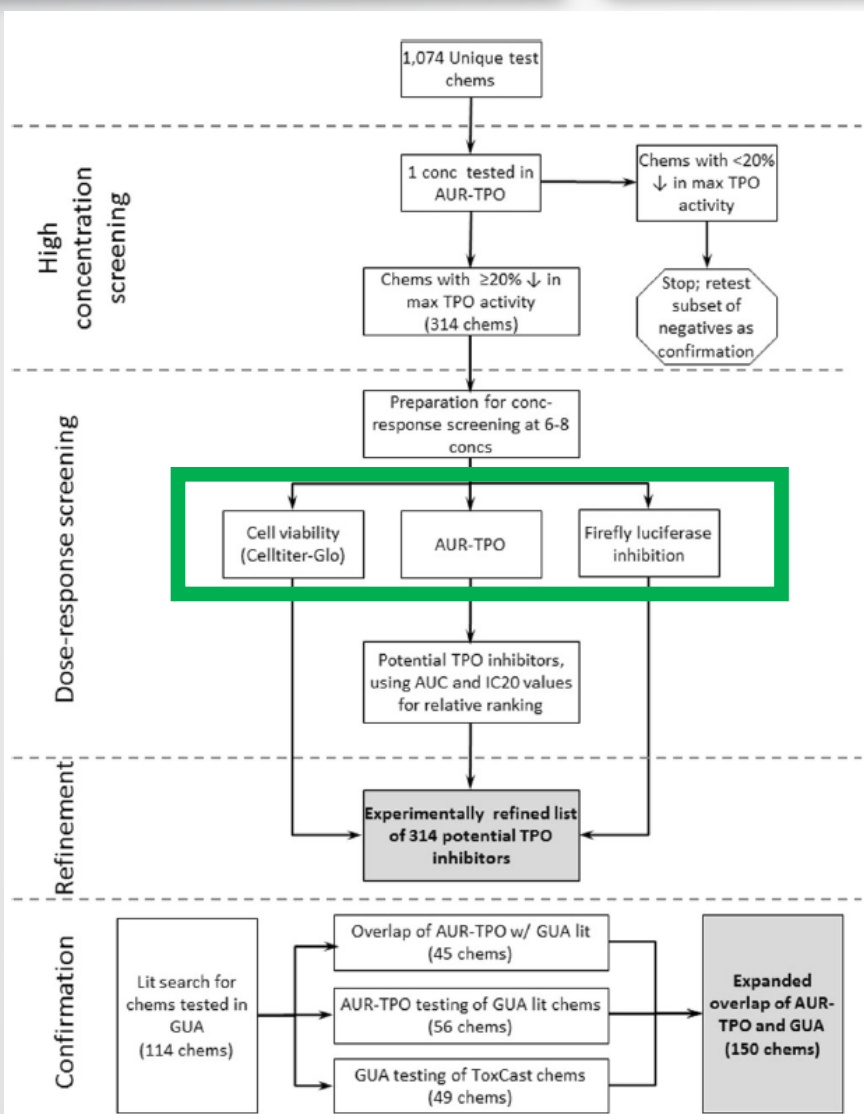 1,074 Unique test
chems
High
concentration
screening
1 conc tested in
AUR-TPO
Chems with <20%
↓ in max TPO
activity
Chems with ≥20% ↓ in
max TPO activity
(314 chems)
Stop; retest
subset of
negatives as
confirmation
Dose-response screening
Preparation for conc-
response screening at 6-8
concs
Cell viability
(Celltiter-Glo)
AUR-TPO
Firefly luciferase
inhibition
Potential TPO inhibitors,
using AUC and IC20 values
for relative ranking
Refinement
Experimentally refined list
of 314 potential TPO
inhibitors
Confirmation
Lit search for
chems tested in
GUA
(114 chems)
Overlap of AUR-TPO w/ GUA lit
(45 chems)
AUR-TPO testing of GUA lit chems
(56 chems)
GUA testing of ToxCast chems
(49 chems)
Expanded
overlap of AUR-
TPO and GUA
(150 chems)